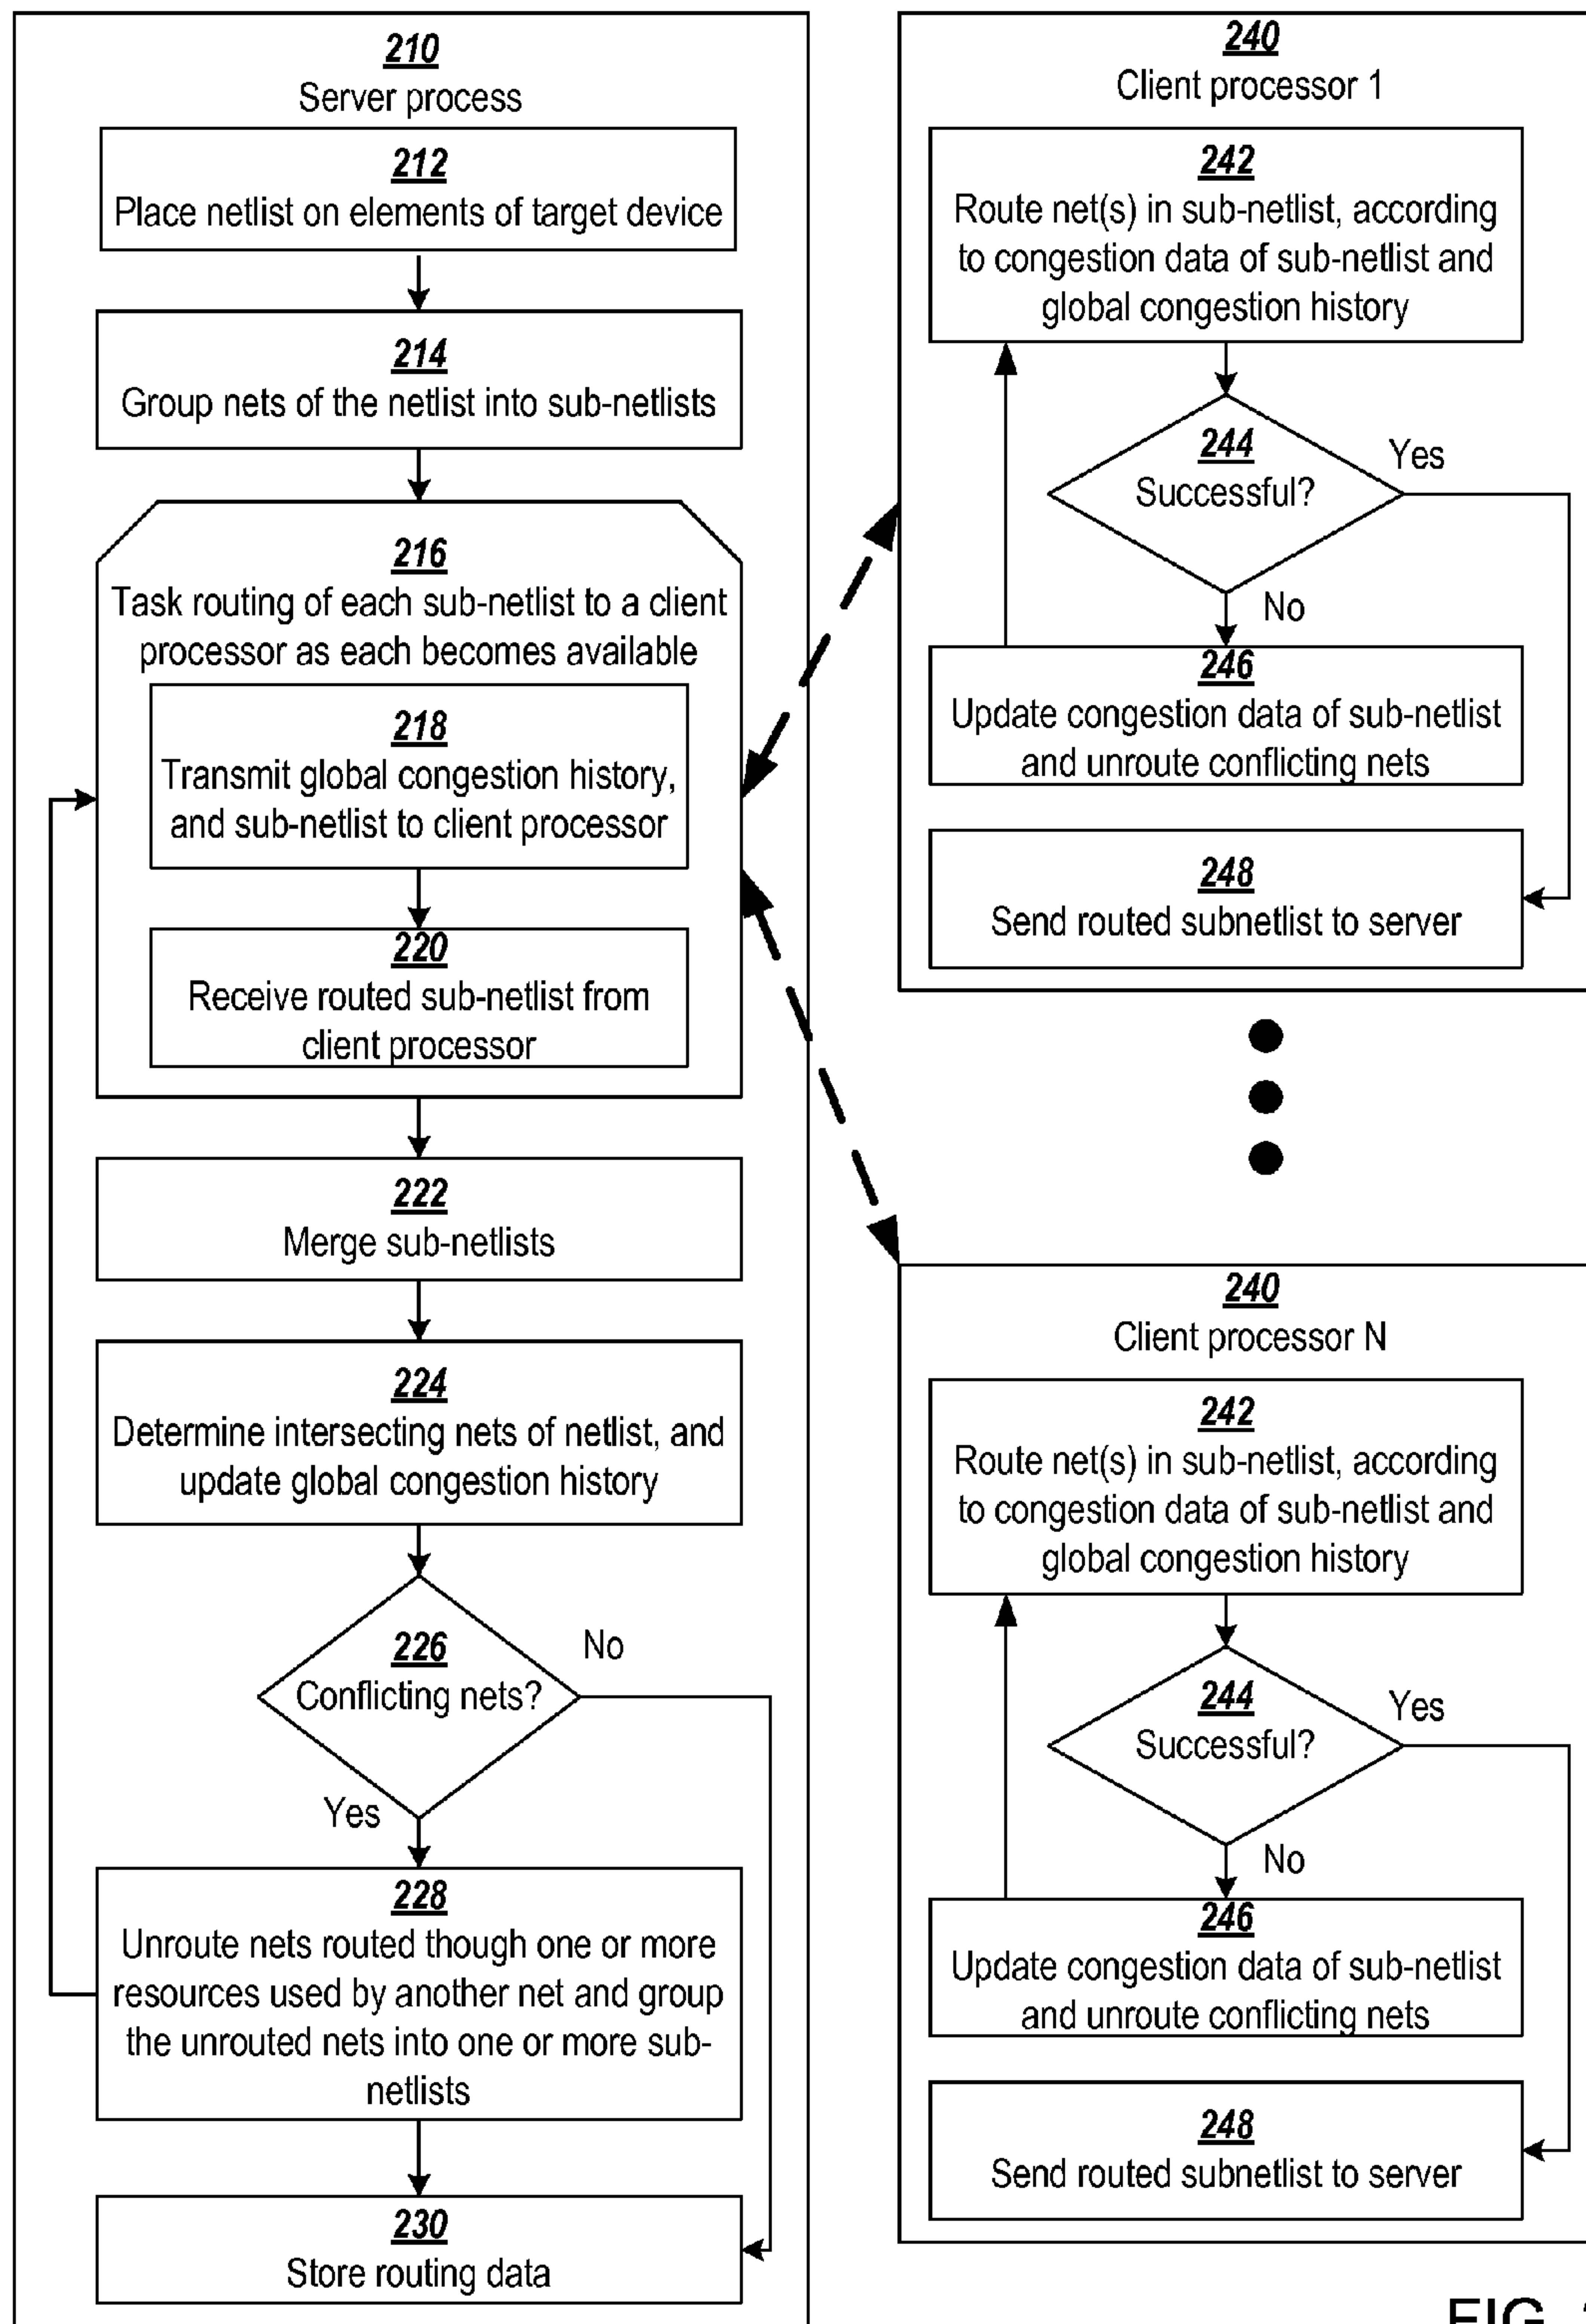 210
Server process
212
Place netlist on elements of target device
214
Group nets of the netlist into sub-netlists
216
Task routing of each sub-netlist to a client
processor as each becomes available
218
Transmit global congestion history,
and sub-netlist to client processor
220
Receive routed sub-netlist from
client processor
222
Merge sub-netlists
224
Determine intersecting nets of netlist, and
update global congestion history
226
Conflicting nets?
No
Yes
228
Unroute nets routed though one or more
resources used by another net and group
the unrouted nets into one or more sub-
netlists
230
Store routing data
240
Client processor 1
242
Route net(s) in sub-netlist, according
to congestion data of sub-netlist and
global congestion history
244
Successful?
Yes
No
246
Update congestion data of sub-netlist
and unroute conflicting nets
248
Send routed subnetlist to server
240
Client processor N
242
Route net(s) in sub-netlist, according
to congestion data of sub-netlist and
global congestion history
244
Successful?
Yes
No
246
Update congestion data of sub-netlist
and unroute conflicting nets
248
Send routed subnetlist to server
FIG.